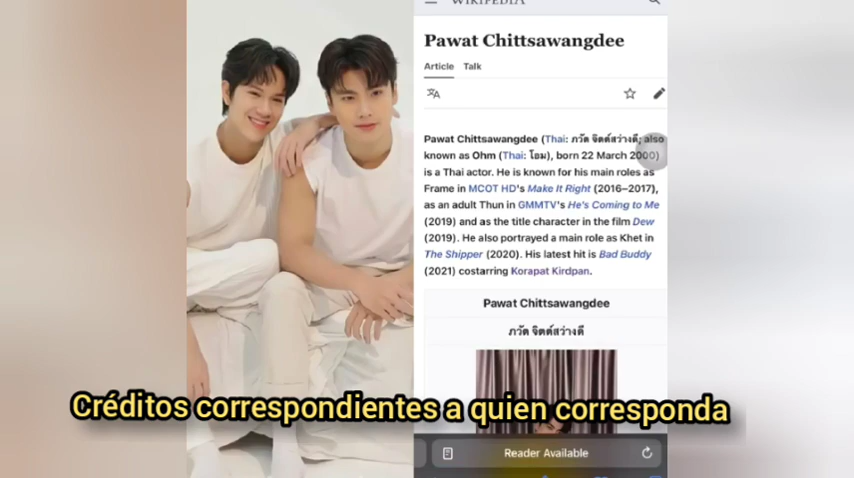 WIKIPEDIA
Pawat Chittsawangdee
Article Talk
Pawat Chittsawangdee (Thai: ภวัต จิตต์สว่างดี; also
known as Ohm (Thai: โอม), born 22 March 2000)
is a Thai actor. He is known for his main roles as
Frame in MCOT HD's Make It Right (2016–2017),
as an adult Thun in GMMTV's He's Coming to Me
(2019) and as the title character in the film Dew
(2019). He also portrayed a main role as Khet in
The Shipper (2020). His latest hit is Bad Buddy
(2021) costarring Korapat Kirdpan.
Pawat Chittsawangdee
ภวัต จิตต์สว่างดี
Créditos correspondientes a quien corresponda
Reader Available